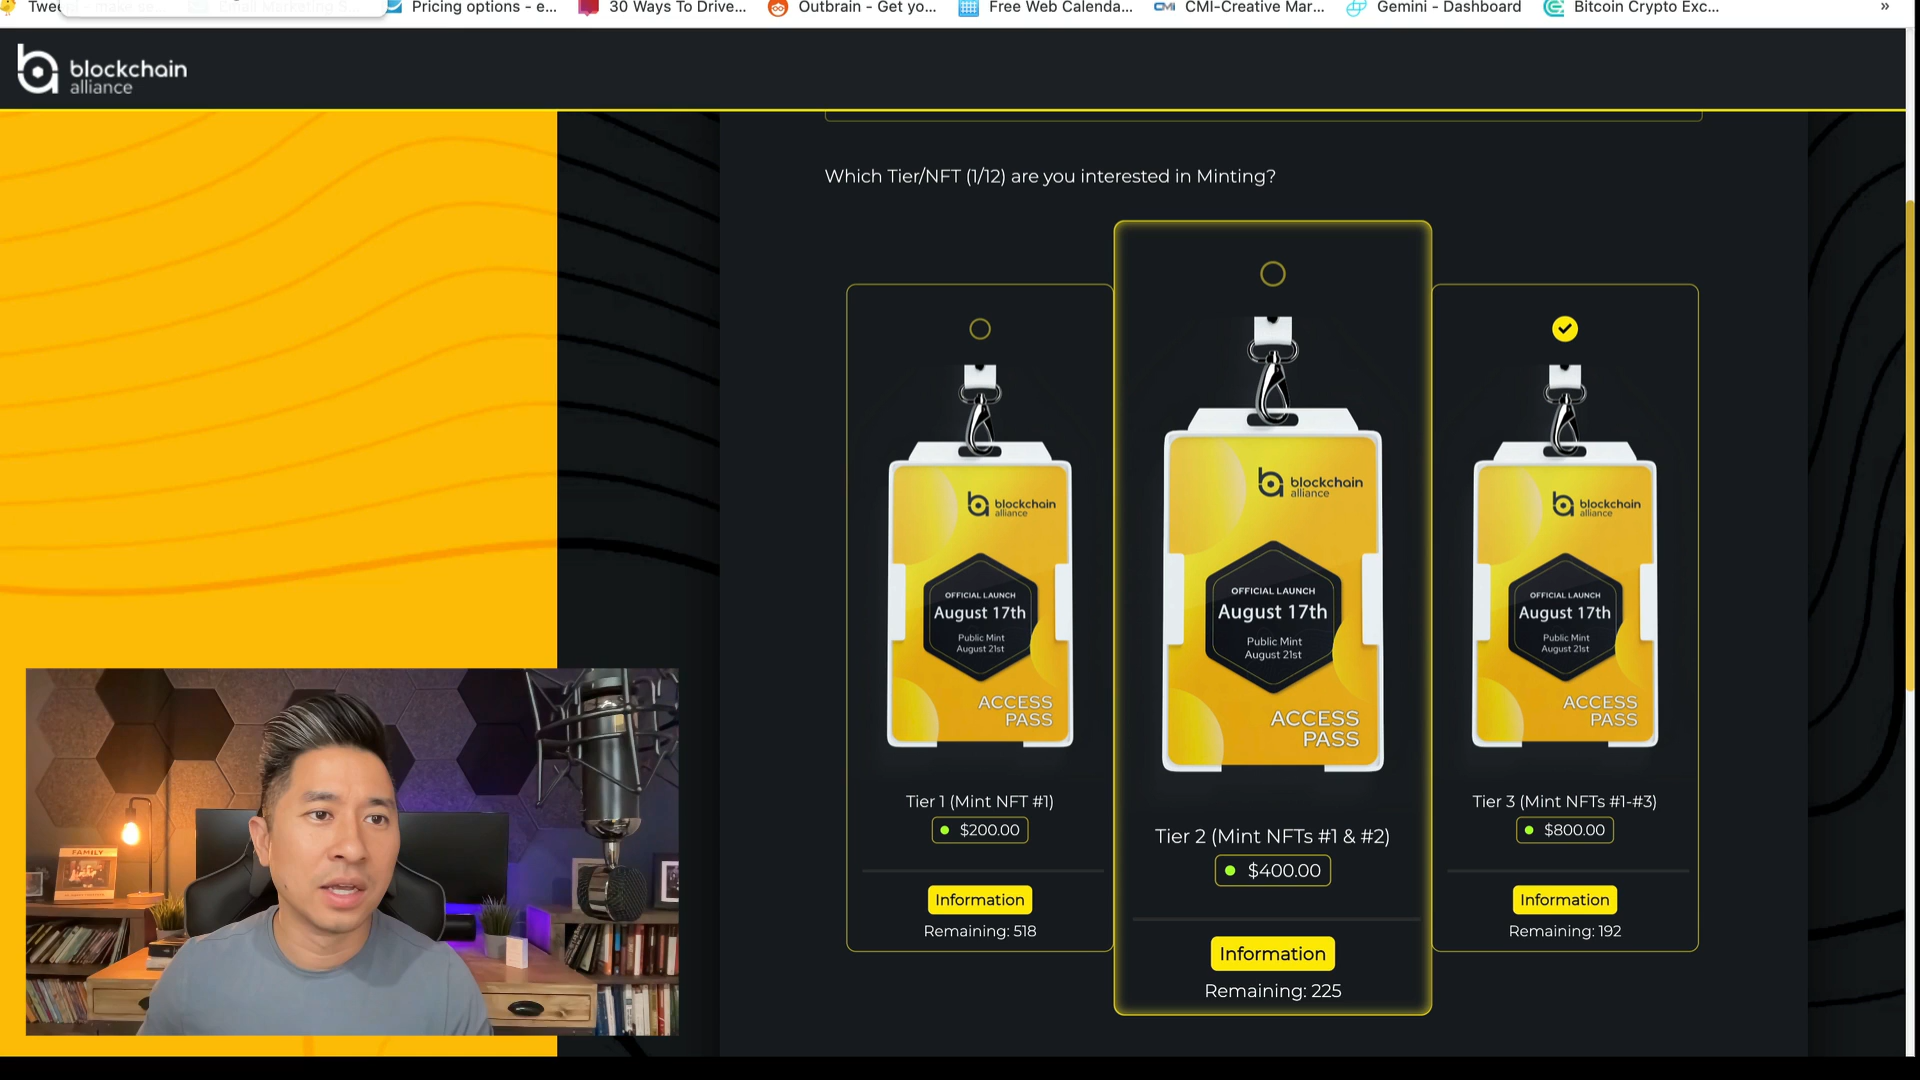 Pricing options - e...
30 Ways To Drive...
Outbrain - Get yo...
Free Web Calenda...
CMI-Creative Mar...
Gemini - Dashboard
Bitcoin Crypto Exc...
»
blockchain
alliance
Which Tier/NFT (1/12) are you interested in Minting?
blockchain
alliance
OFFICIAL LAUNCH
August 17th
Public Mint
August 21st
ACCESS
PASS
Tier 1 (Mint NFT #1)
$200.00
Information
Remaining: 518
blockchain
alliance
OFFICIAL LAUNCH
August 17th
Public Mint
August 21st
ACCESS
PASS
Tier 2 (Mint NFTs #1 & #2)
$400.00
Information
Remaining: 225
blockchain
alliance
OFFICIAL LAUNCH
August 17th
Public Mint
August 21st
ACCESS
PASS
Tier 3 (Mint NFTs #1-#3)
$800.00
Information
Remaining: 192
FAMILY